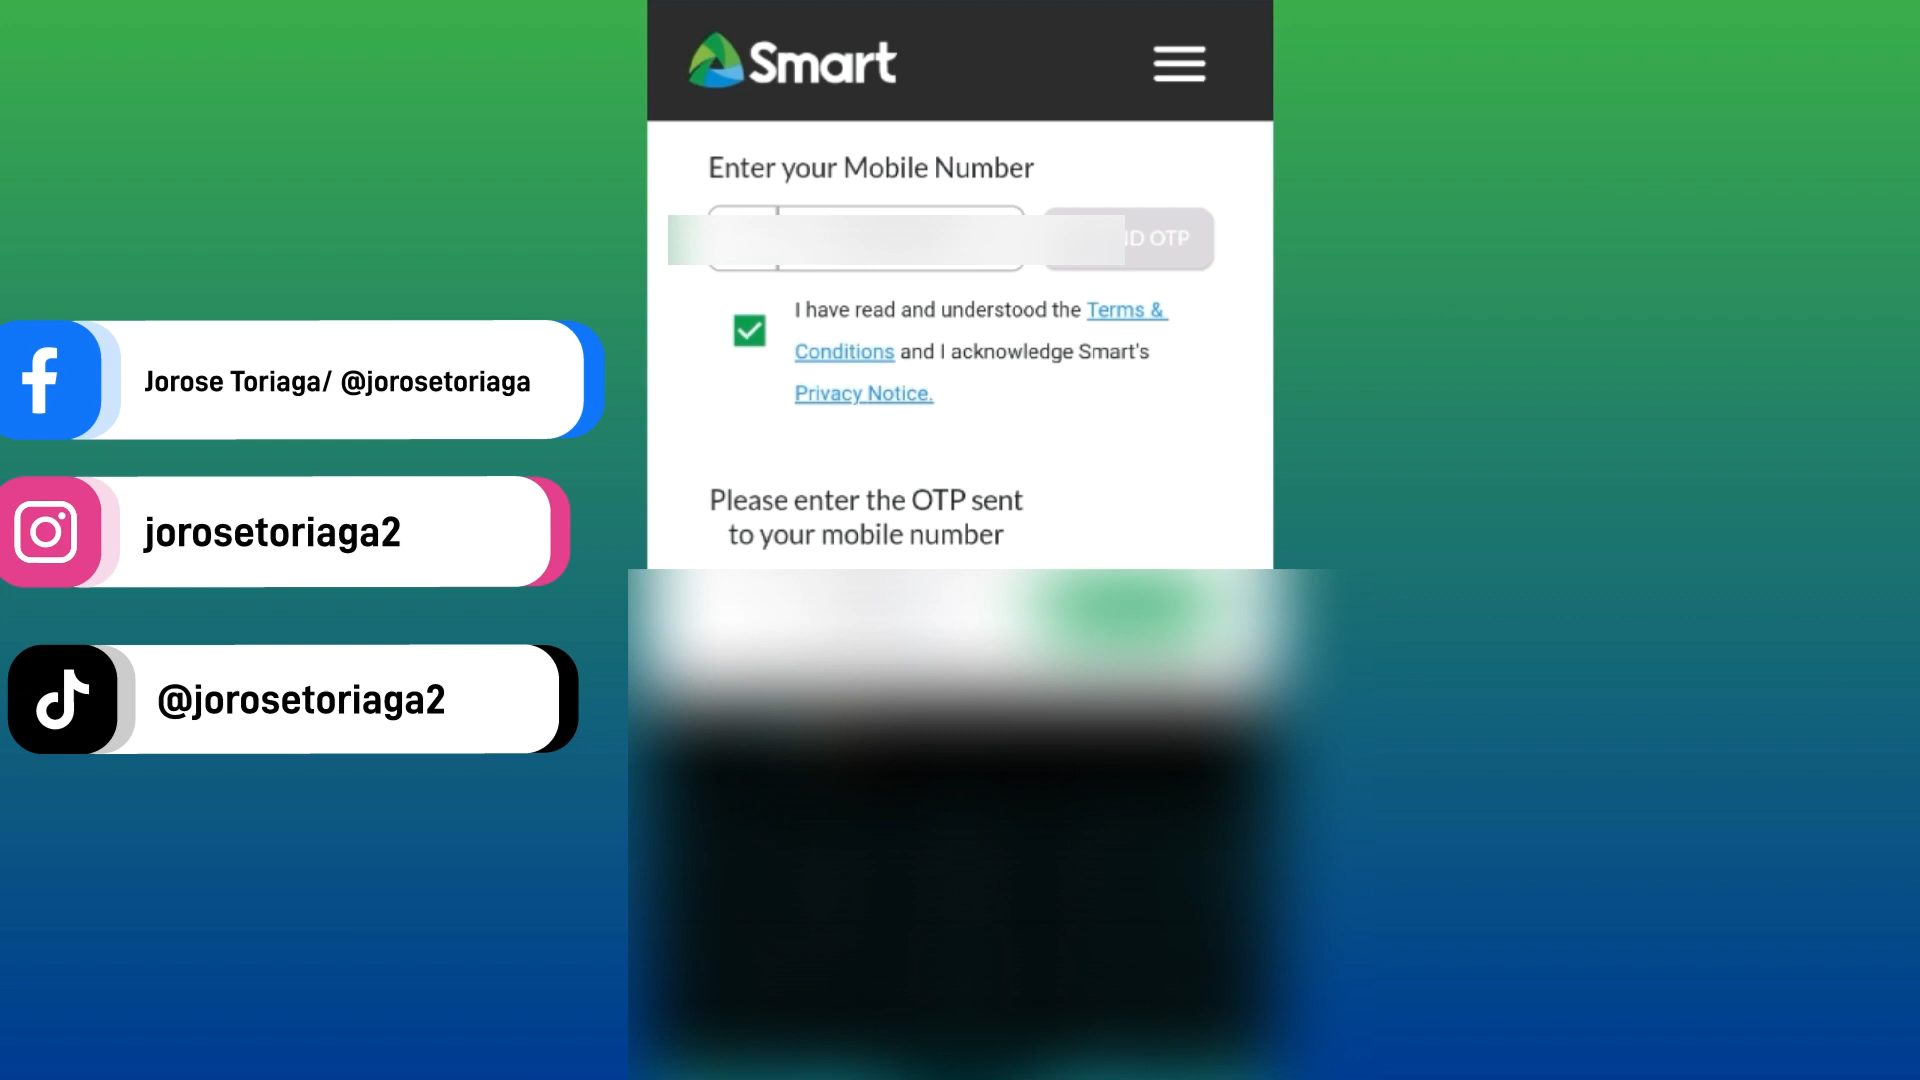 Smart
Enter your Mobile Number
OTP
I have read and understood the Terms &
Conditions and I acknowledge Smart's
Privacy Notice.
Please enter the OTP sent
to your mobile number
Jorose Toriaga/ @jorosetoriaga
jorosetoriaga2
@jorosetoriaga2